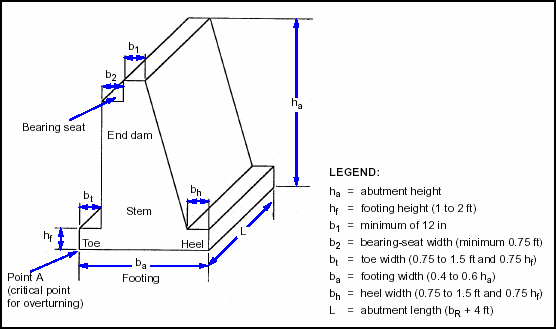 b1
b2
Bearing seat
End dam
ha
bt
bh
Stem
hf
Toe
Heel
L
Point A
(critical point
for overturning)
ba
Footing
LEGEND:
ha = abutment height
hf = footing height (1 to 2 ft)
b1 = minimum of 12 in
b2 = bearing-seat width (minimum 0.75 ft)
bt = toe width (0.75 to 1.5 ft and 0.75 hf)
ba = footing width (0.4 to 0.6 ha)
bh = heel width (0.75 to 1.5 ft and 0.75 hf)
L = abutment length (bR + 4 ft)